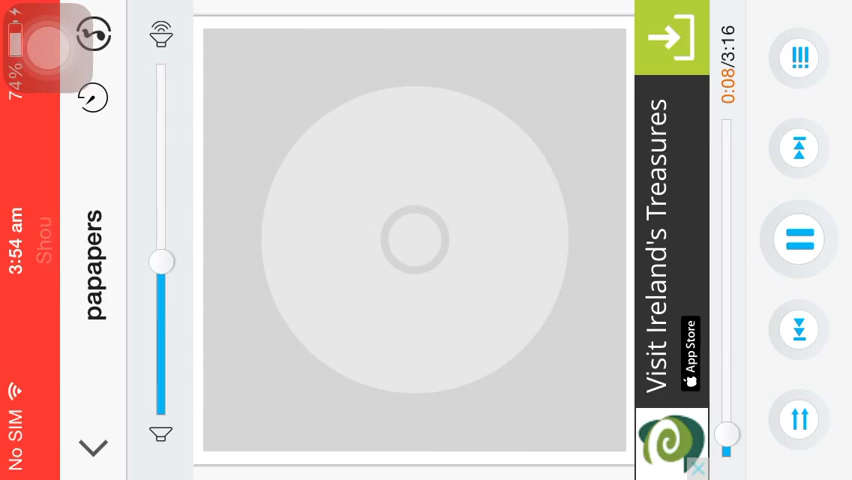 No SIM 3:54 am 74%
Shou
papapers
Visit Ireland's Treasures
App Store
0:08/3:16